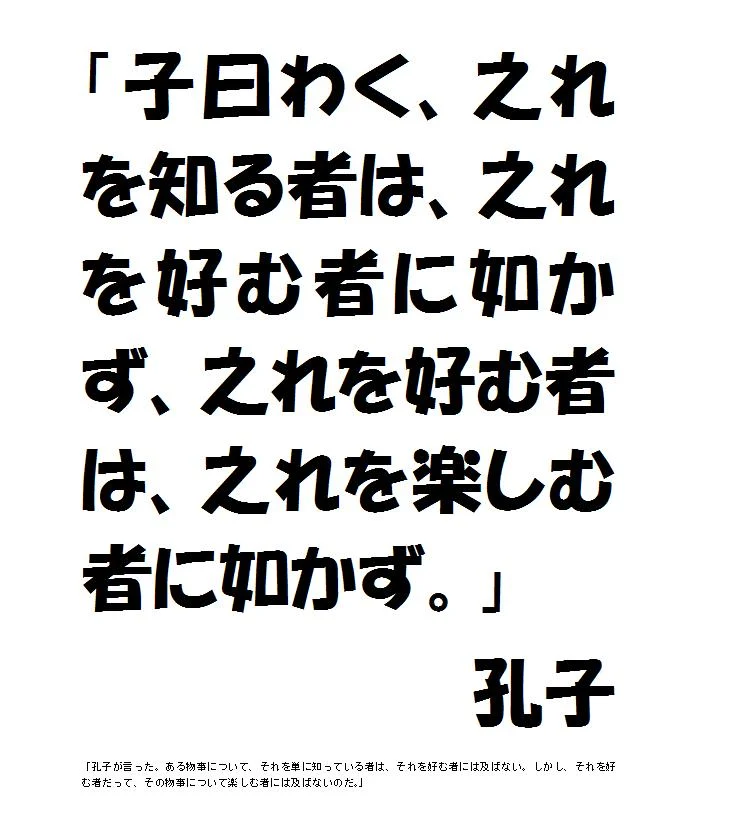 「子曰わく、之れ
を知る者は、之れ
を好む者に如か
ず、之れを好む者
は、之れを楽しむ
者に如かず。」
孔子
「孔子が言った。ある物事について、それを単に知っている者は、それを好む者には及ばない。しかし、それを好
む者だって、その物事について楽しむ者には及ばないのだ。」